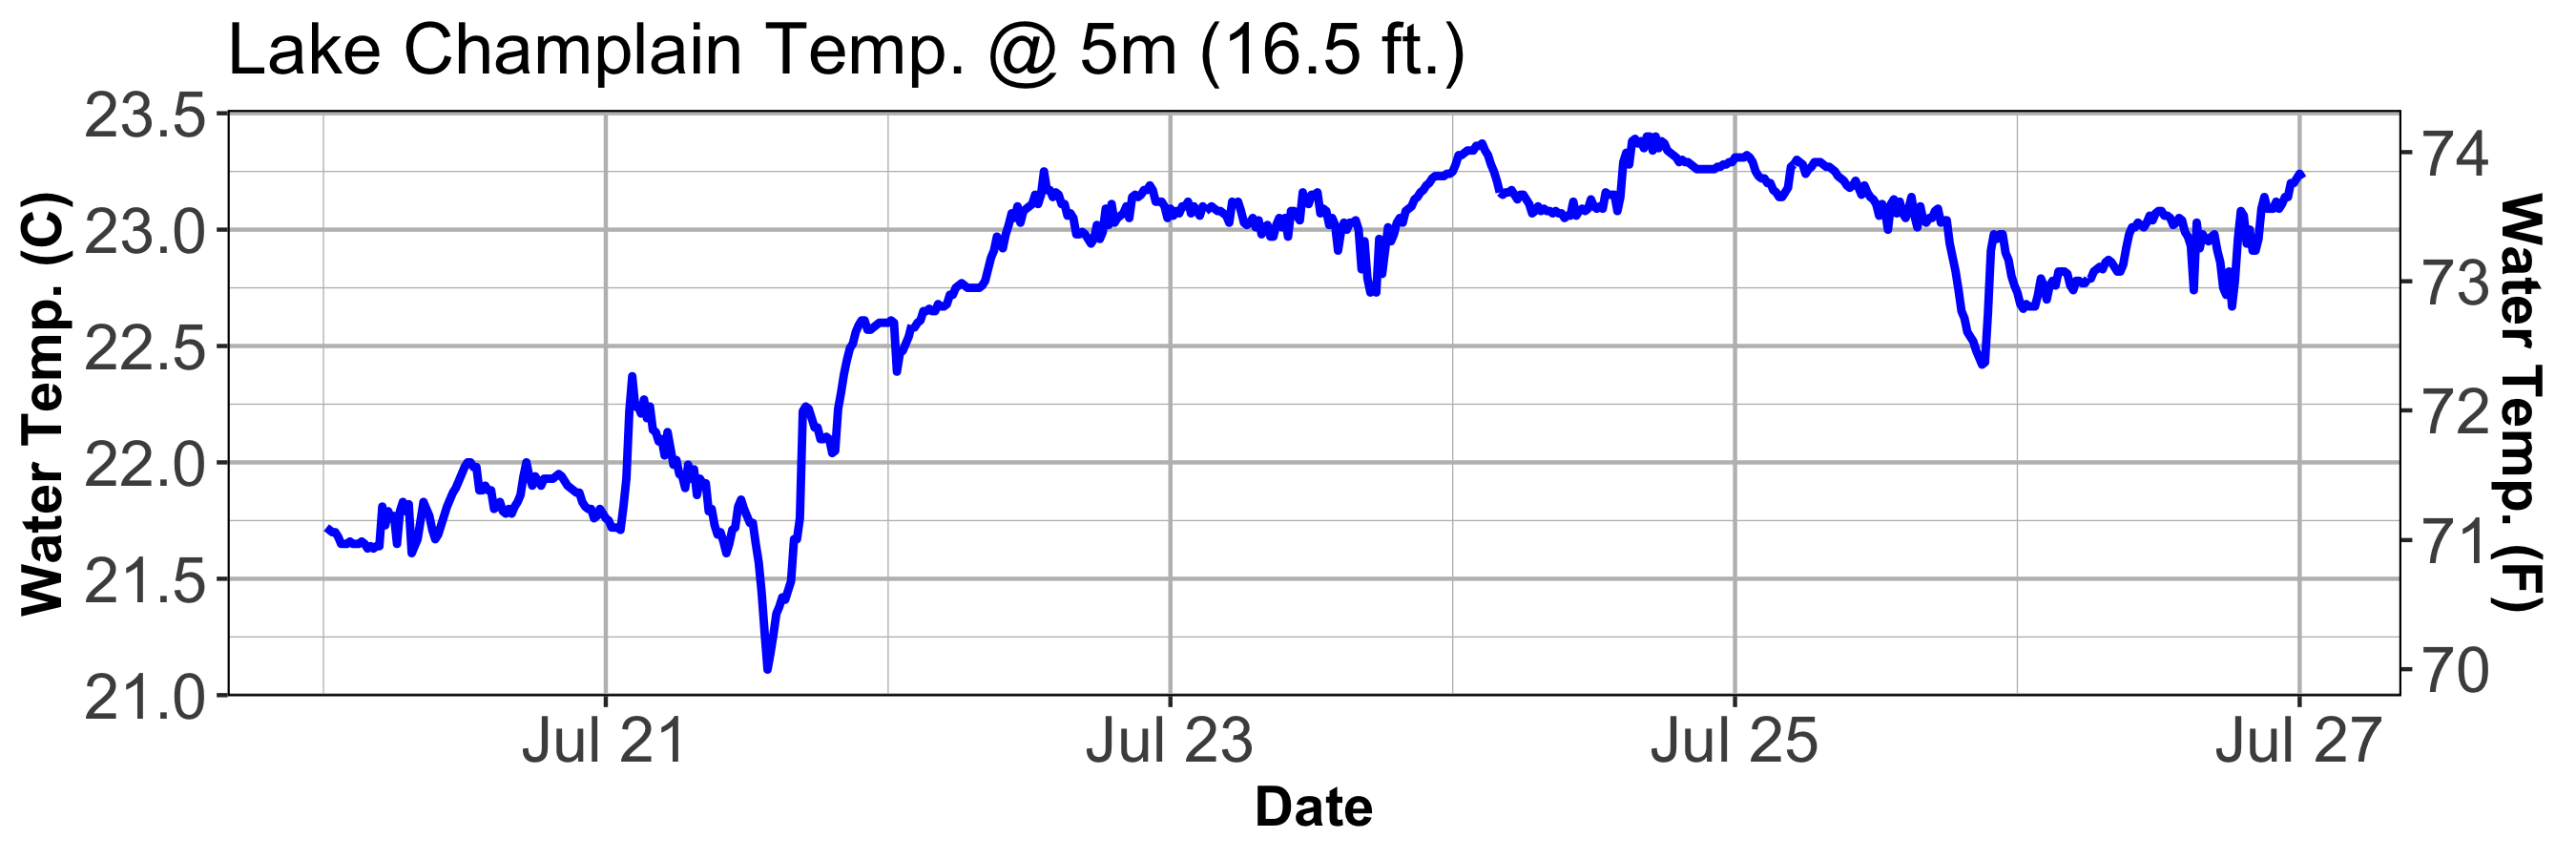 Lake Champlain Temp. @ 5m (16.5 ft.)
Water Temp. (C)
23.5
23.0
22.5
22.0
21.5
21.0
74
73
72
71
70
Water Temp. (F)
Jul 21 Jul 23 Jul 25 Jul 27
Date